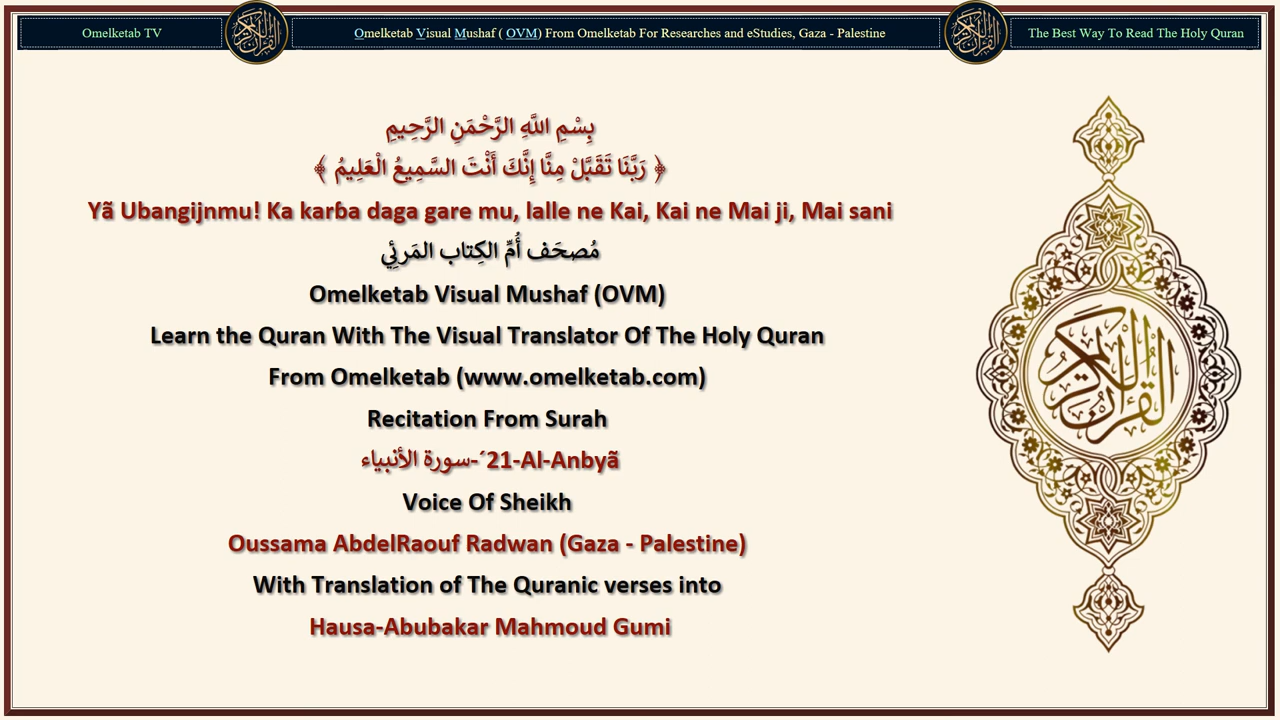 Omelketab TV
Omelketab Visual Mushaf ( OVM) From Omelketab For Researches and eStudies, Gaza - Palestine
The Best Way To Read The Holy Quran
بِسْمِ اللَّهِ الرَّحْمَنِ الرَّحِيمِ
﴿ رَبَّنَا تَقَبَّلْ مِنَّا إِنَّكَ أَنْتَ السَّمِيعُ الْعَلِيمُ ﴾
Yã Ubangijnmu! Ka karɓa daga gare mu, lalle ne Kai, Kai ne Mai ji, Mai sani
مُصحَف أُمِّ الكِتاب المَرئِي
Omelketab Visual Mushaf (OVM)
Learn the Quran With The Visual Translator Of The Holy Quran
From Omelketab (www.omelketab.com)
Recitation From Surah
سورة الأنبياء-´21-Al-Anbyã
Voice Of Sheikh
Oussama AbdelRaouf Radwan (Gaza - Palestine)
With Translation of The Quranic verses into
Hausa-Abubakar Mahmoud Gumi
القرآن الكريم